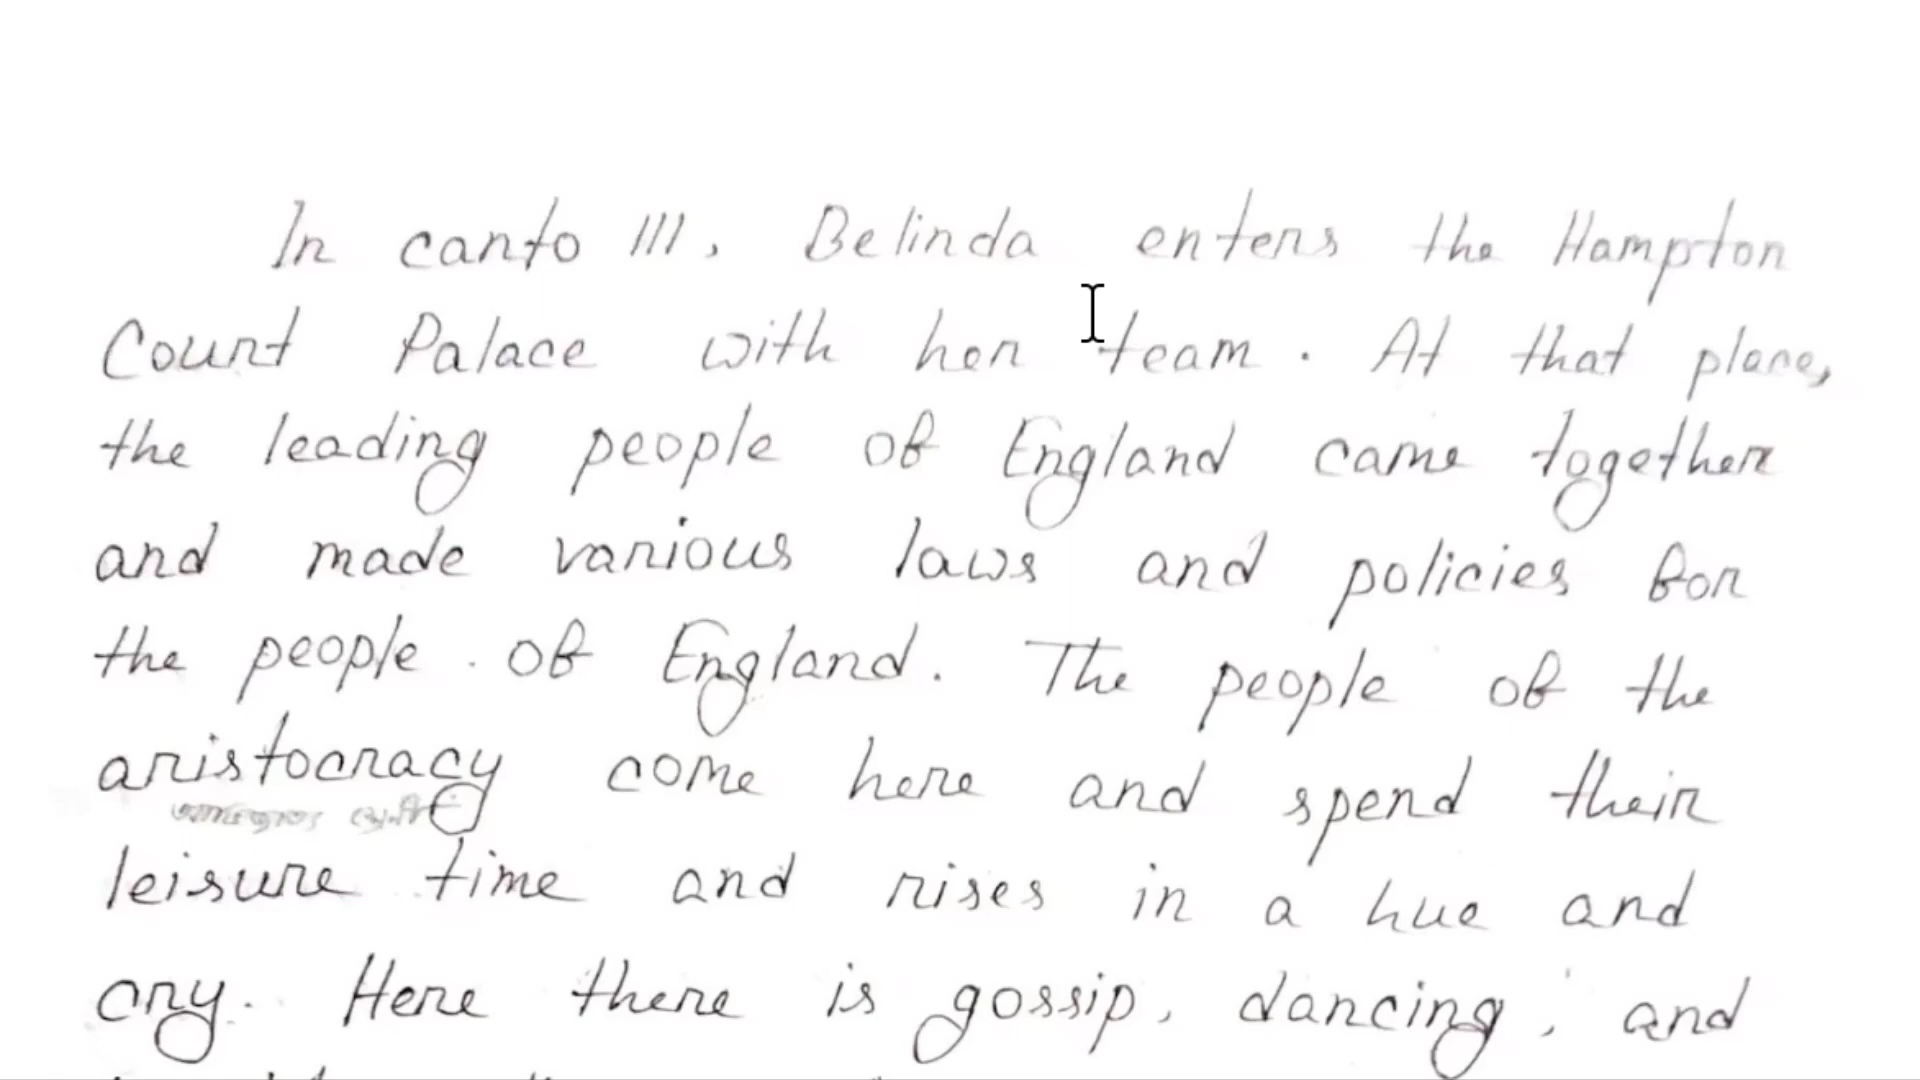 In canto III, Belinda enters the Hampton
Court Palace with her team. At that place,
the leading people of England came together
and made various laws and policies for
the people of England. The people of the
aristocracy come here and spend their
leisure time and rises in a hue and
cry. Here there is gossip, dancing, and